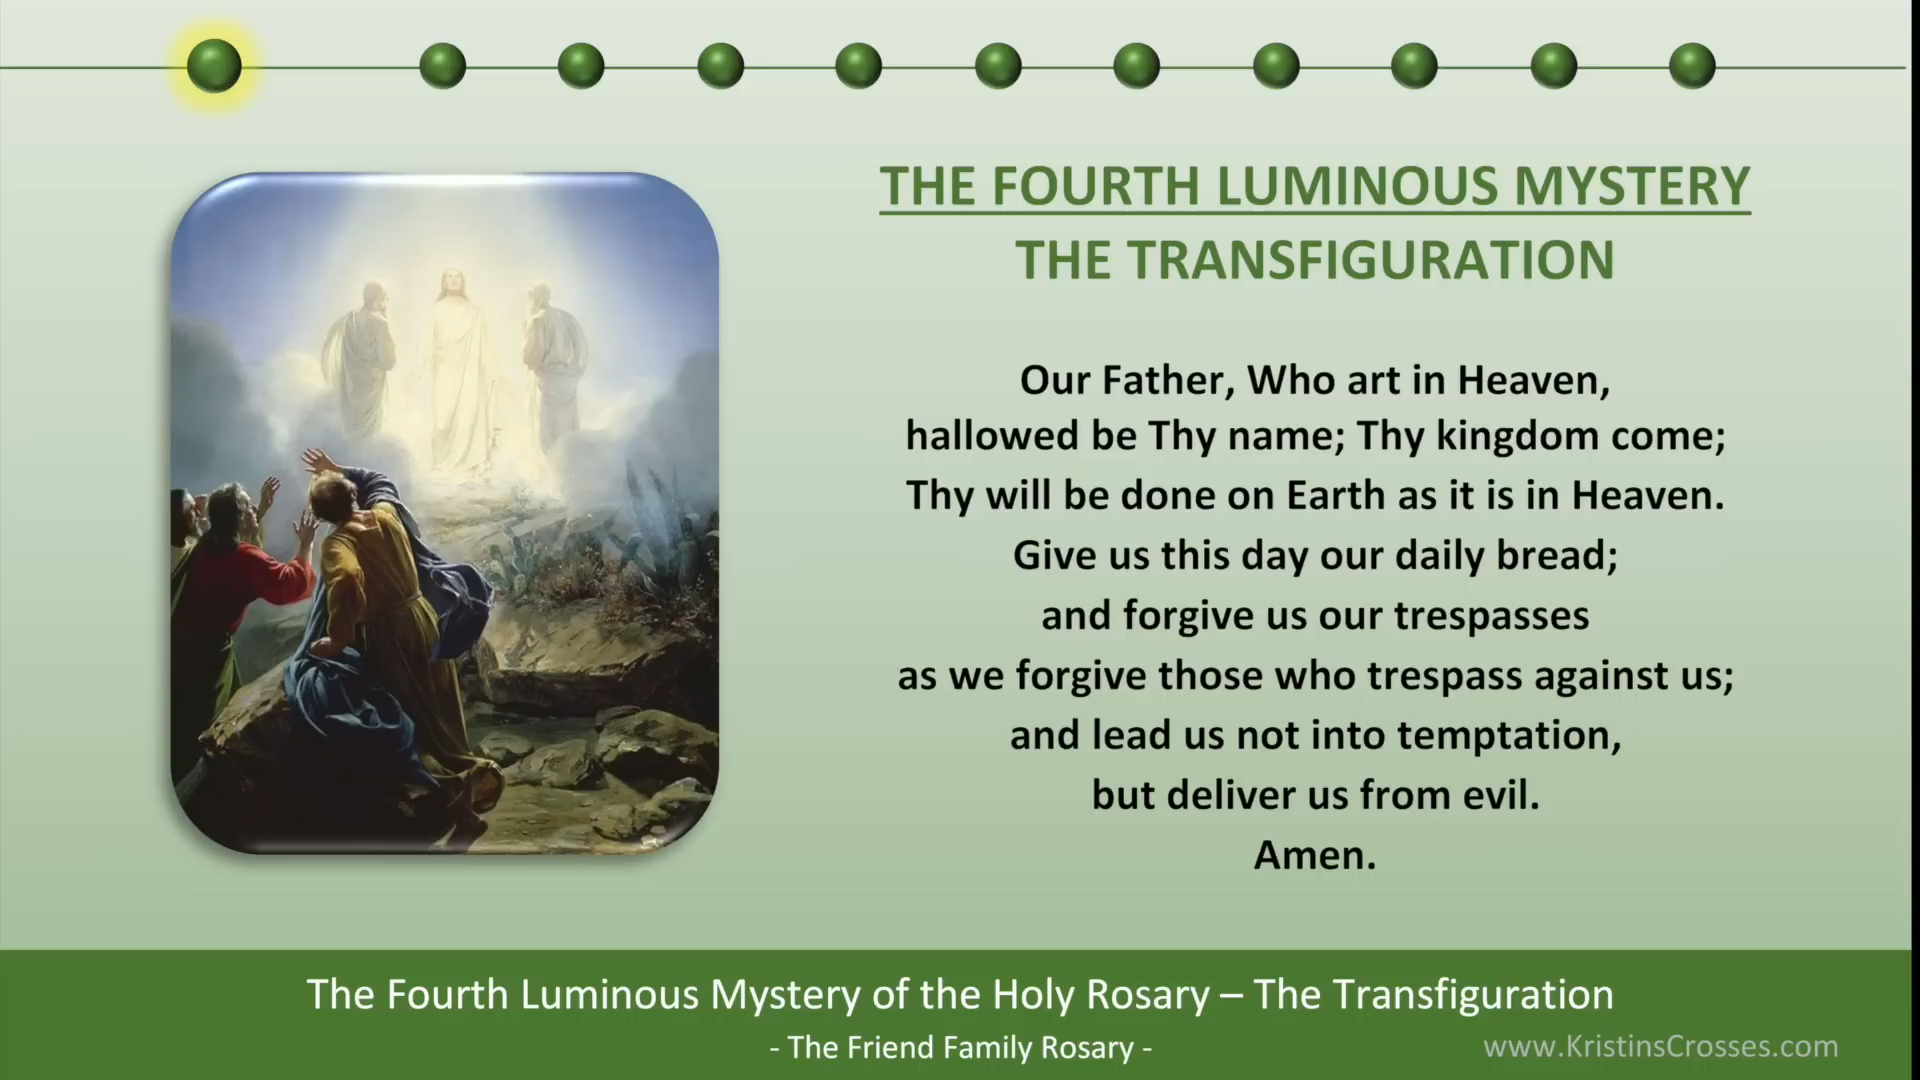 THE FOURTH LUMINOUS MYSTERY
THE TRANSFIGURATION
Our Father, Who art in Heaven,
hallowed be Thy name; Thy kingdom come;
Thy will be done on Earth as it is in Heaven.
Give us this day our daily bread;
and forgive us our trespasses
as we forgive those who trespass against us;
and lead us not into temptation,
but deliver us from evil.
Amen.
The Fourth Luminous Mystery of the Holy Rosary – The Transfiguration
- The Friend Family Rosary -
www.KristinsCrosses.com